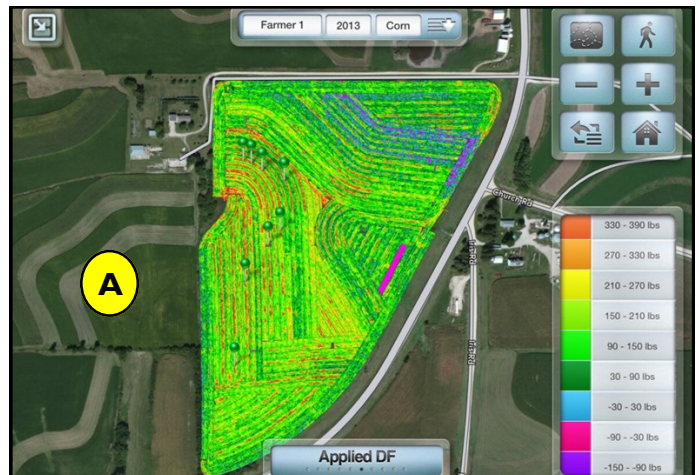 Farmer 1 2013 Corn
Church Rd
330 - 390 lbs
270 - 330 lbs
210 - 270 lbs
A
150 - 210 lbs
90 - 150 lbs
30 - 90 lbs
-30 - 30 lbs
-90 - -30 lbs
-150 - -90 lbs
Applied DF